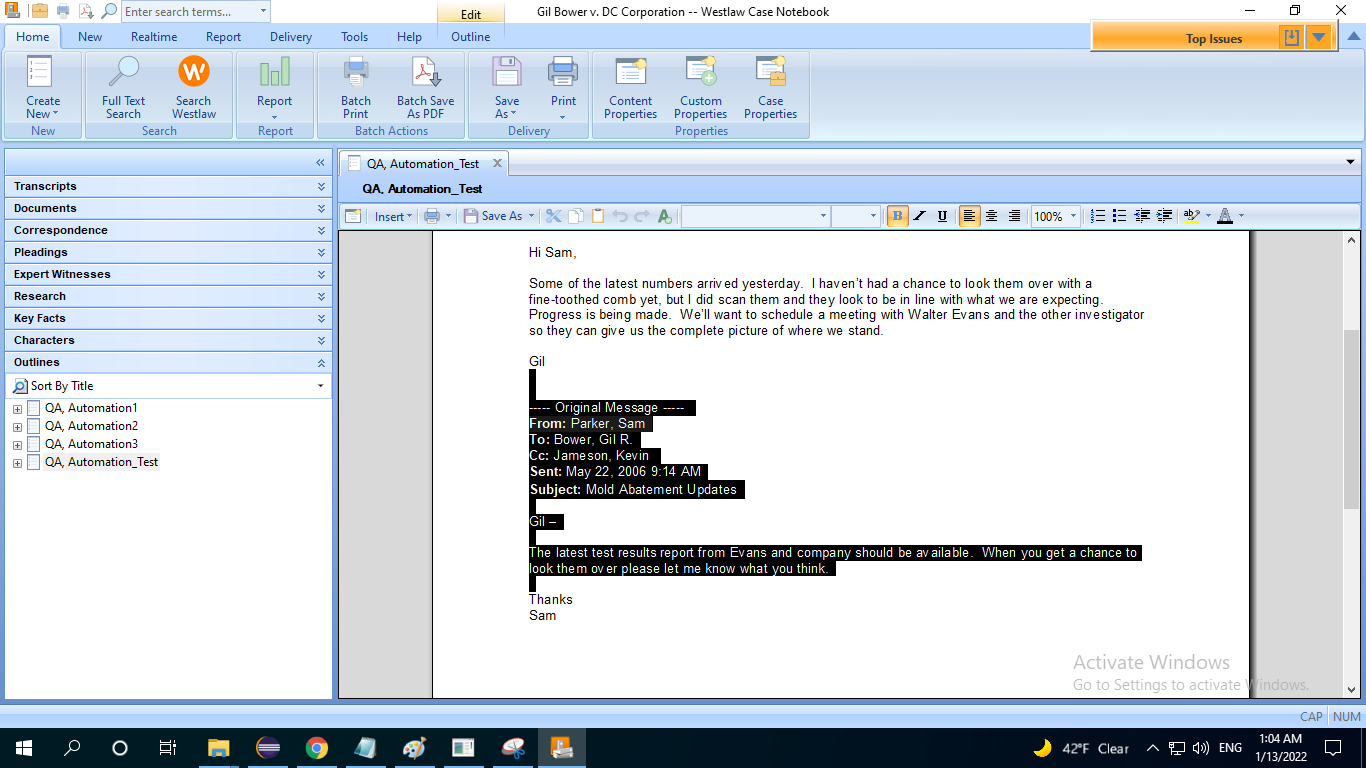 Enter search terms...
Edit
Gil Bower v. DC Corporation -- Westlaw Case Notebook
Home New Realtime Report Delivery Tools Help Outline
Top Issues
Create New
Full Text Search
Search Westlaw
Report
Batch Print
Batch Save As PDF
Save As
Print
Content Properties
Custom Properties
Case Properties
New Search Report Batch Actions Delivery Properties
QA, Automation_Test
QA, Automation_Test
Insert Save As B I U 100% ab A
Transcripts
Documents
Correspondence
Pleadings
Expert Witnesses
Research
Key Facts
Characters
Outlines
Sort By Title
QA, Automation1
QA, Automation2
QA, Automation3
QA, Automation_Test
Hi Sam,
Some of the latest numbers arrived yesterday. I haven't had a chance to look them over with a
fine-toothed comb yet, but I did scan them and they look to be in line with what we are expecting.
Progress is being made. We'll want to schedule a meeting with Walter Evans and the other investigator
so they can give us the complete picture of where we stand.
Gil
----- Original Message -----
From: Parker, Sam
To: Bower, Gil R.
Cc: Jameson, Kevin
Sent: May 22, 2006 9:14 AM
Subject: Mold Abatement Updates
Gil –
The latest test results report from Evans and company should be available. When you get a chance to
look them over please let me know what you think.
Thanks
Sam
Activate Windows
Go to Settings to activate Windows.
CAP NUM
42°F Clear
ENG
1:04 AM
1/13/2022